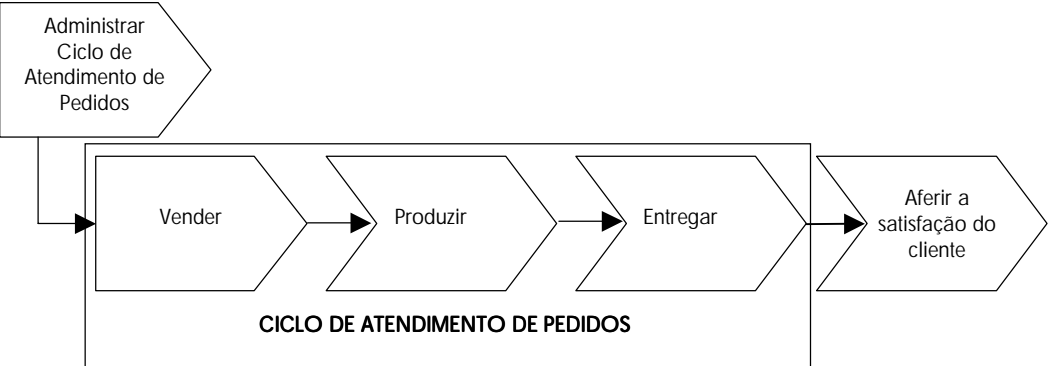 Administrar
Ciclo de
Atendimento de
Pedidos
Vender
Produzir
Entregar
Aferir a
satisfação do
cliente
CICLO DE ATENDIMENTO DE PEDIDOS